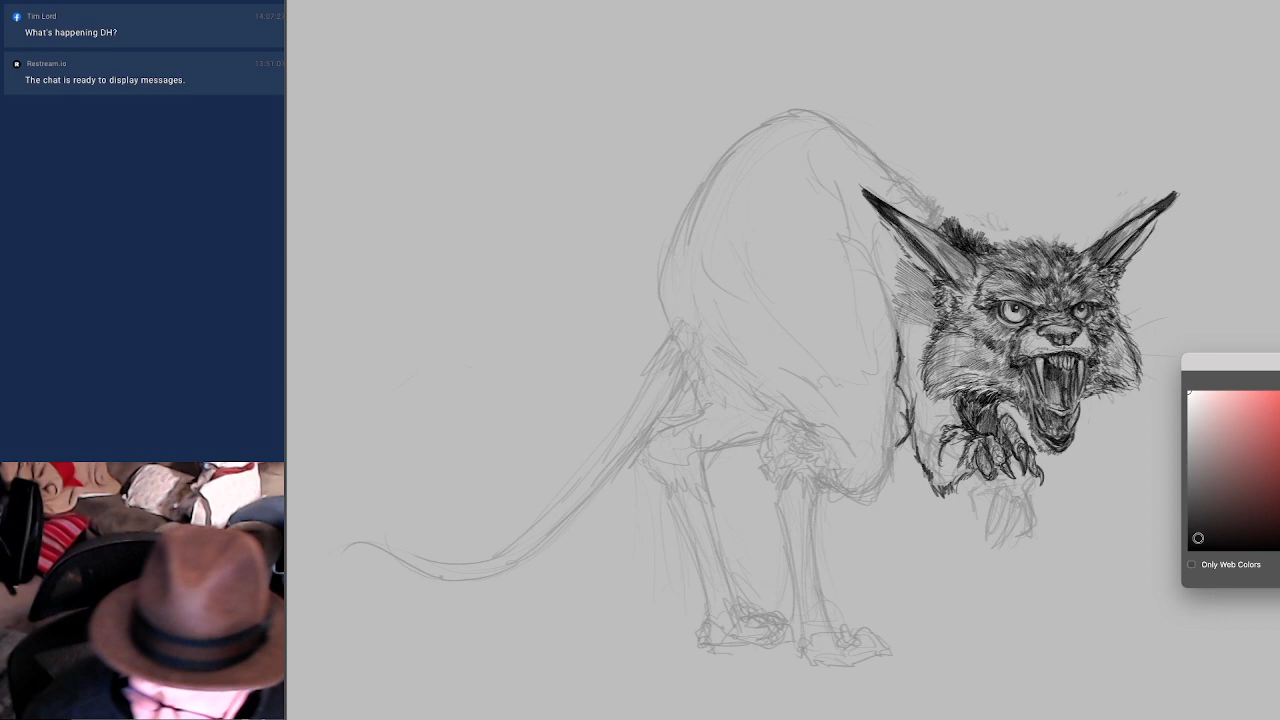 Tim Lord
What's happening DH?
Restream.io
The chat is ready to display messages.
Only Web Colors